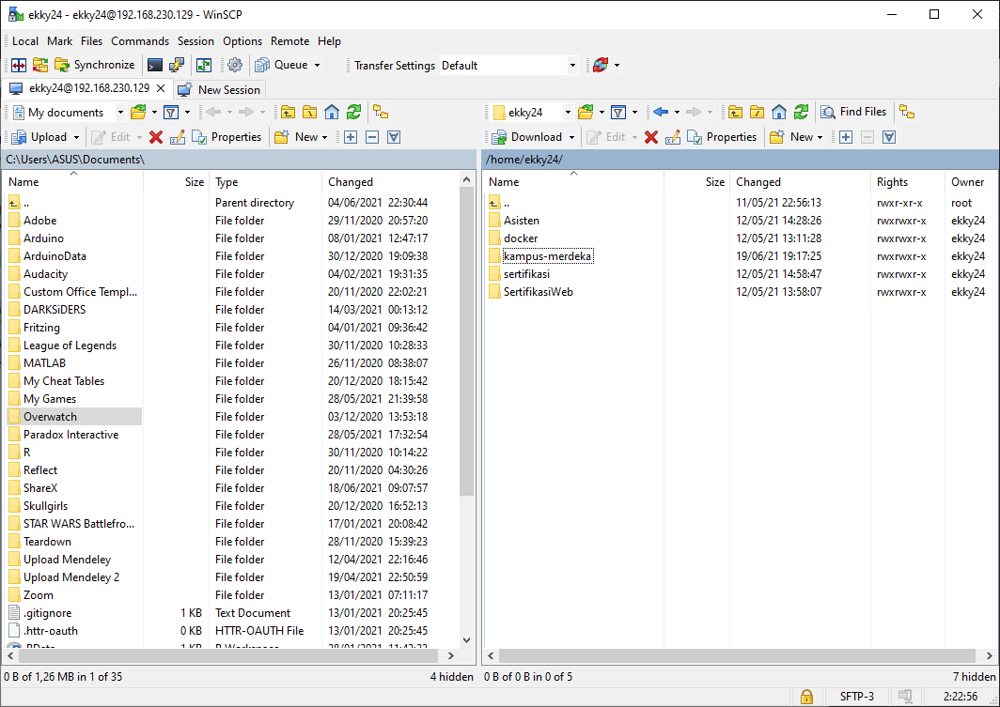 ekky24 - ekky24@192.168.230.129 - WinSCP
Local Mark Files Commands Session Options Remote Help
Synchronize Queue Transfer Settings Default
ekky24@192.168.230.129 New Session
My documents ekky24 Find Files
Upload Edit Properties New Download Edit Properties New
C:\Users\ASUS\Documents\ /home/ekky24/
Name Size Type Changed
.. Parent directory 04/06/2021 22:30:44
Adobe File folder 29/11/2020 20:57:20
Arduino File folder 08/01/2021 12:47:17
ArduinoData File folder 30/12/2020 19:09:38
Audacity File folder 04/02/2021 19:31:35
Custom Office Templ... File folder 20/11/2020 22:02:21
DARKSiDERS File folder 14/03/2021 00:13:12
Fritzing File folder 04/01/2021 09:36:42
League of Legends File folder 30/11/2020 10:28:33
MATLAB File folder 26/11/2020 08:38:07
My Cheat Tables File folder 20/12/2020 18:15:42
My Games File folder 28/05/2021 21:39:58
Overwatch File folder 03/12/2020 13:53:18
Paradox Interactive File folder 28/05/2021 17:32:54
R File folder 30/11/2020 10:14:22
Reflect File folder 20/11/2020 04:30:26
ShareX File folder 18/06/2021 09:07:57
Skullgirls File folder 20/12/2020 16:52:13
STAR WARS Battlefro... File folder 17/01/2021 20:08:42
Teardown File folder 28/11/2020 15:39:23
Upload Mendeley File folder 12/04/2021 22:16:46
Upload Mendeley 2 File folder 19/04/2021 22:50:59
Zoom File folder 13/01/2021 07:11:17
.gitignore 1 KB Text Document 13/01/2021 20:25:45
.httr-oauth 0 KB HTTR-OAUTH File 13/01/2021 20:25:45
Name Size Changed Rights Owner
.. 11/05/21 22:56:13 rwxr-xr-x root
Asisten 12/05/21 14:28:26 rwxrwxr-x ekky24
docker 12/05/21 13:11:28 rwxrwxr-x ekky24
kampus-merdeka 19/06/21 19:17:25 rwxrwxr-x ekky24
sertifikasi 12/05/21 14:58:47 rwxrwxr-x ekky24
SertifikasiWeb 12/05/21 13:58:07 rwxrwxr-x ekky24
0 B of 1,26 MB in 1 of 35 4 hidden 0 B of 0 B in 0 of 5 7 hidden
SFTP-3 2:22:56